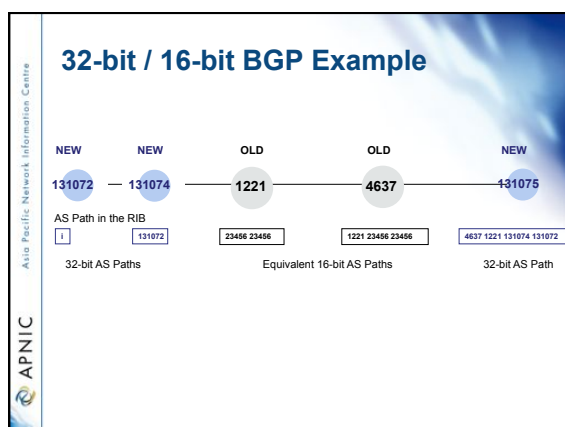 32-bit / 16-bit BGP Example
NEW NEW OLD OLD NEW
131072 131074 1221 4637 131075
AS Path in the RIB
i 131072 23456 23456 1221 23456 23456 4637 1221 131074 131072
32-bit AS Paths Equivalent 16-bit AS Paths 32-bit AS Path
Asia Pacific Network Information Centre
APNIC